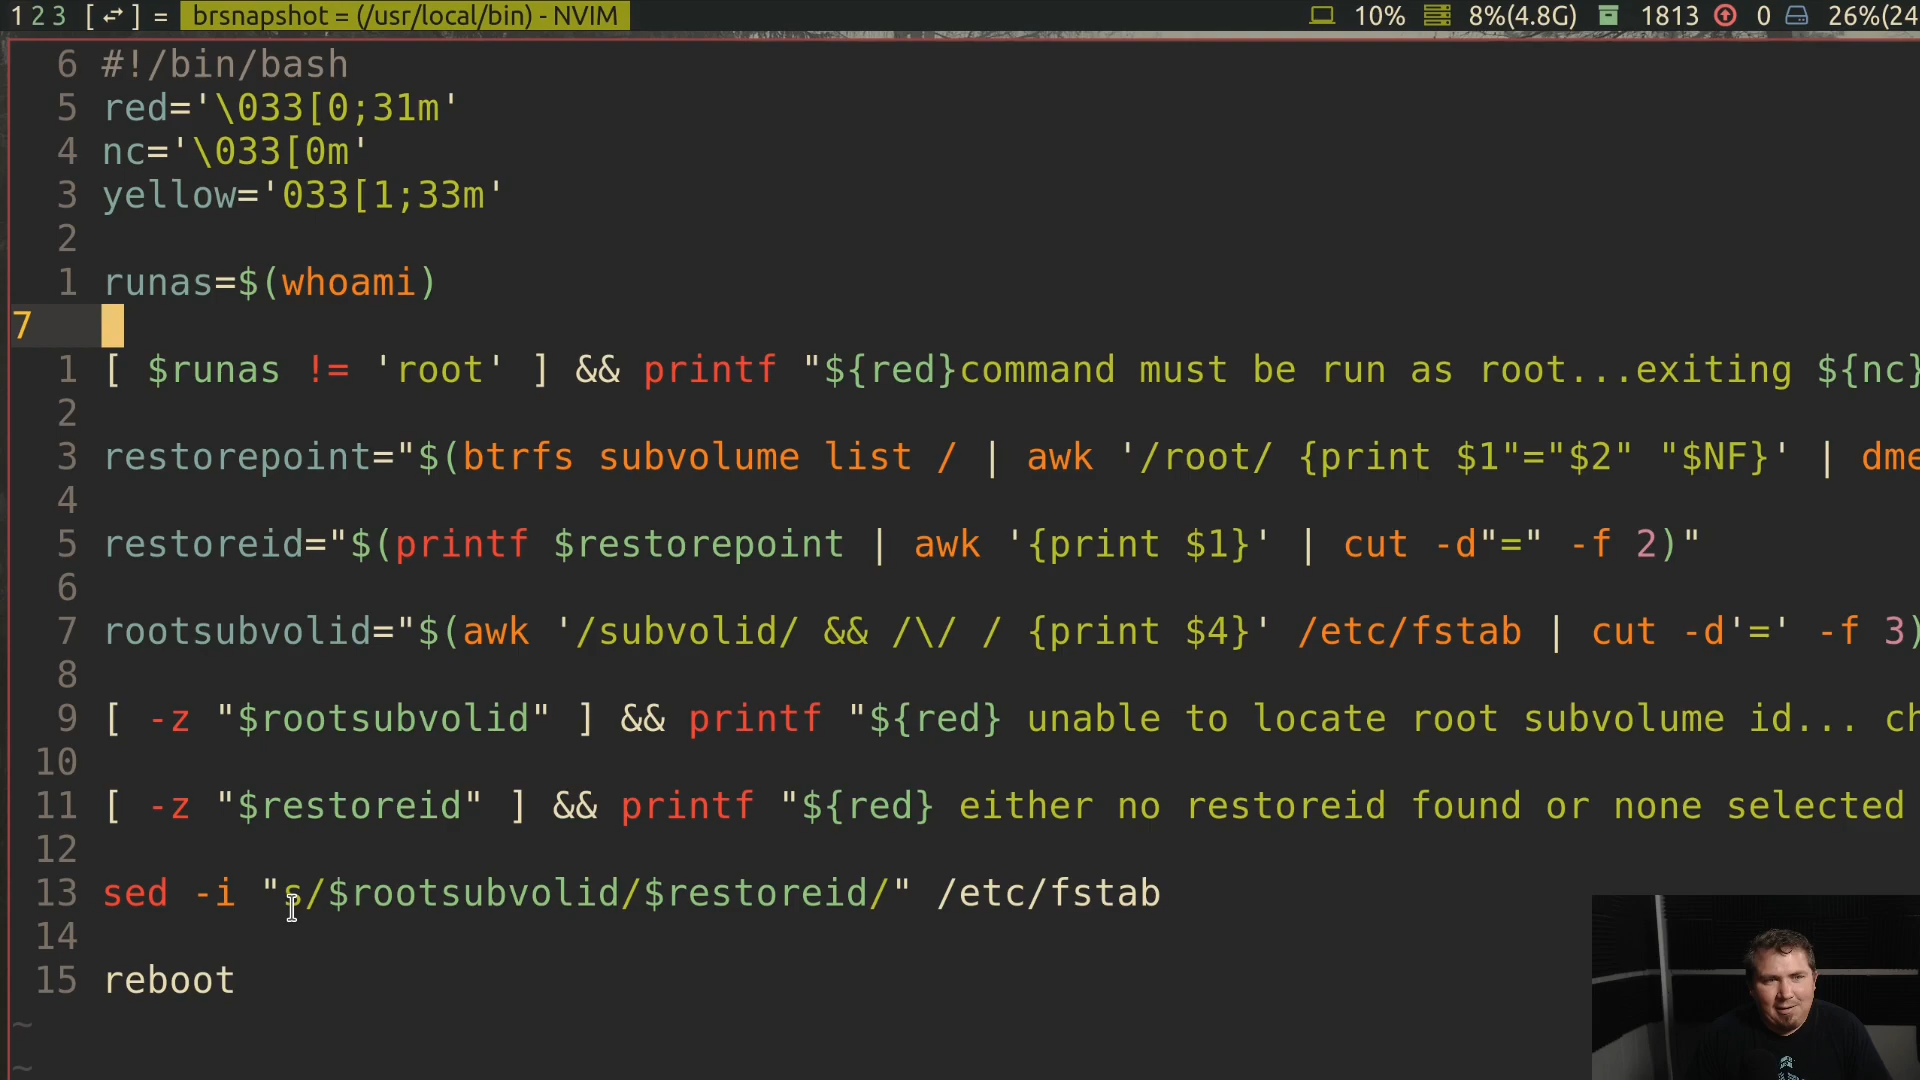 1 2 3 [ ] = brsnapshot = (/usr/local/bin) - NVIM 10% 8%(4.8G) 1813 0 26%(24
6 #!/bin/bash
5 red='\033[0;31m'
4 nc='\033[0m'
3 yellow='033[1;33m'
2
1 runas=$(whoami)
7
1 [ $runas != 'root' ] && printf "${red}command must be run as root...exiting ${nc}
2
3 restorepoint="$(btrfs subvolume list / | awk '/root/ {print $1"="$2" "$NF}' | dme
4
5 restoreid="$(printf $restorepoint | awk '{print $1}' | cut -d"=" -f 2)"
6
7 rootsubvolid="$(awk '/subvolid/ && /\/ / {print $4}' /etc/fstab | cut -d'=' -f 3)
8
9 [ -z "$rootsubvolid" ] && printf "${red} unable to locate root subvolume id... ch
10
11 [ -z "$restoreid" ] && printf "${red} either no restoreid found or none selected
12
13 sed -i "s/$rootsubvolid/$restoreid/" /etc/fstab
14
15 reboot
~
~